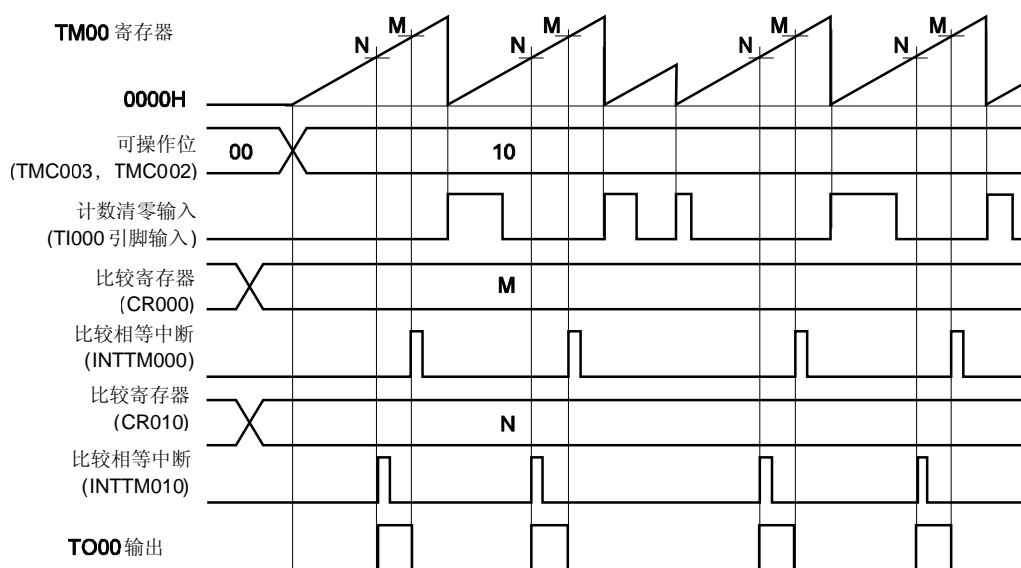 TM00 寄存器
N
M
N
M
N
M
N
M
0000H
可操作位
(TMC003，TMC002)
00
10
计数清零输入
(TI000 引脚输入)
比较寄存器
(CR000)
M
比较相等中断
(INTTM000)
比较寄存器
(CR010)
N
比较相等中断
(INTTM010)
TO00 输出